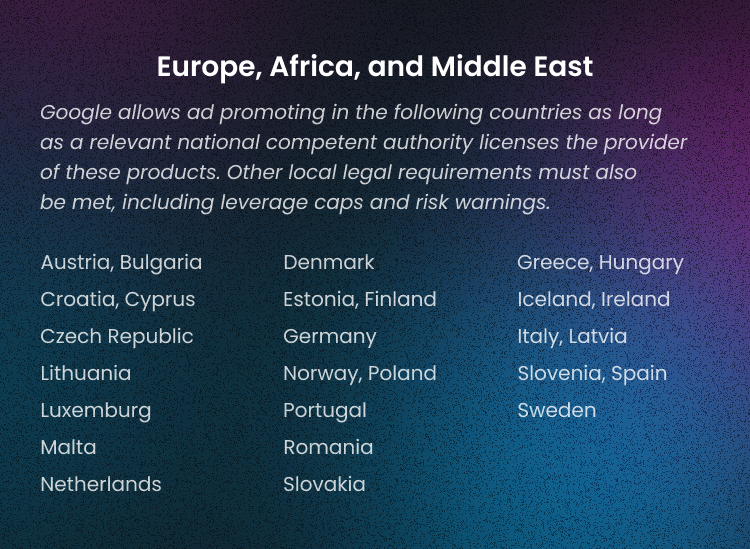 Europe, Africa, and Middle East
Google allows ad promoting in the following countries as long
as a relevant national competent authority licenses the provider
of these products. Other local legal requirements must also
be met, including leverage caps and risk warnings.
Austria, Bulgaria
Croatia, Cyprus
Czech Republic
Lithuania
Luxemburg
Malta
Netherlands
Denmark
Estonia, Finland
Germany
Norway, Poland
Portugal
Romania
Slovakia
Greece, Hungary
Iceland, Ireland
Italy, Latvia
Slovenia, Spain
Sweden